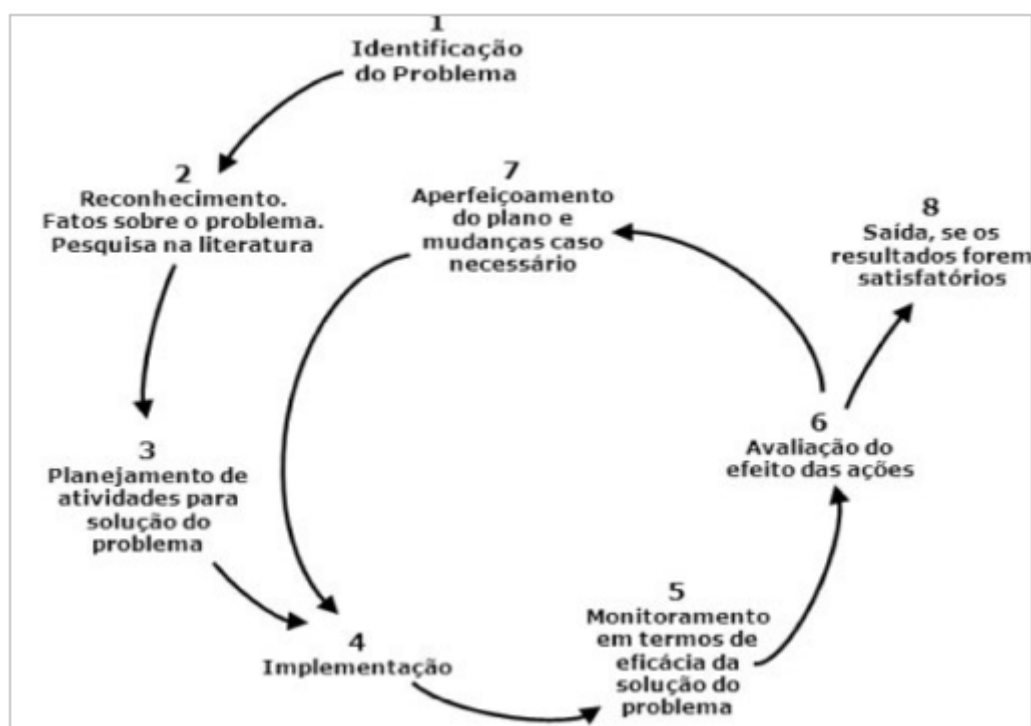 1
Identificação
do Problema
2
Reconhecimento.
Fatos sobre o problema.
Pesquisa na literatura
3
Planejamento de
atividades para
solução do
problema
4
Implementação
5
Monitoramento
em termos de
eficácia da
solução do
problema
6
Avaliação do
efeito das ações
7
Aperfeiçoamento
do plano e
mudanças caso
necessário
8
Saída, se os
resultados forem
satisfatórios